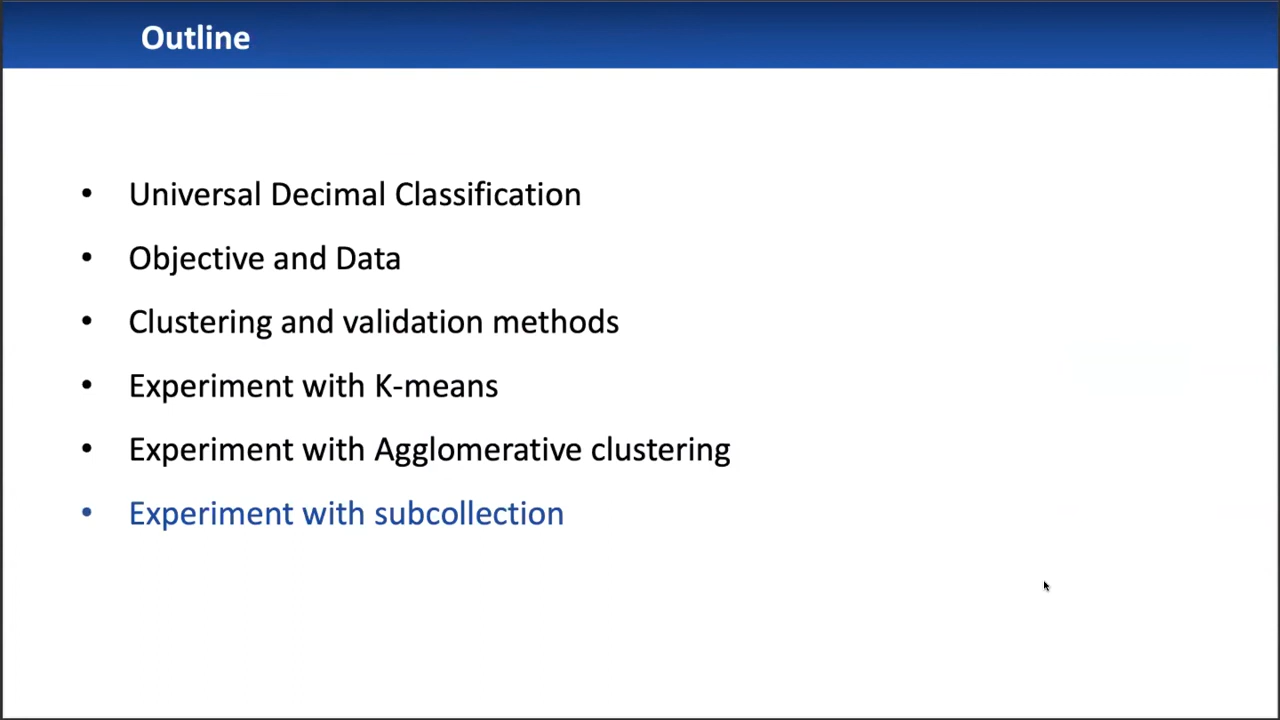 Outline
• Universal Decimal Classification
• Objective and Data
• Clustering and validation methods
• Experiment with K-means
• Experiment with Agglomerative clustering
• Experiment with subcollection